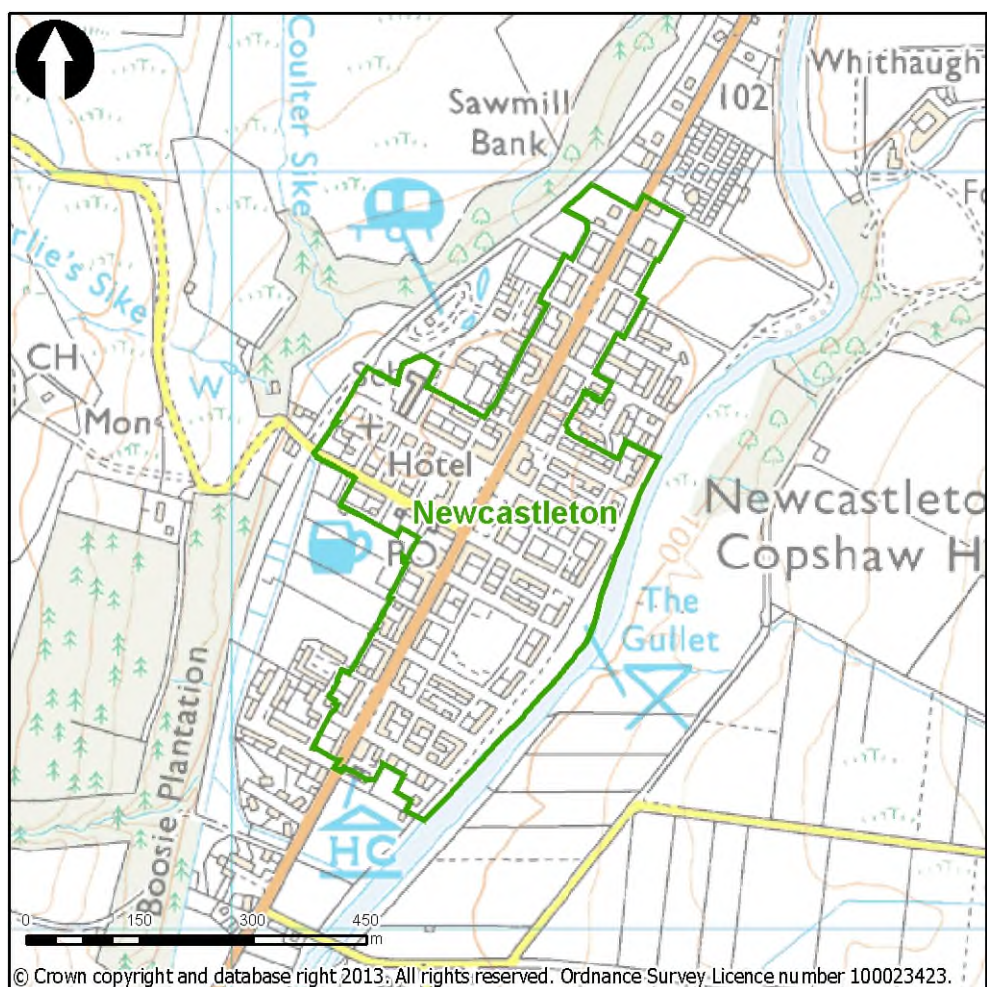 Coulter Sike
Whithaugh
102
Sawmill
Bank
rlie's Sike
CH
Mon
W
Sch
Hotel
Newcastleton
PO
Newcastleto
Copshaw H
100
The
Gullet
Boosie Plantation
HC
0 150 300 450
m
© Crown copyright and database right 2013. All rights reserved. Ordnance Survey Licence number 100023423.